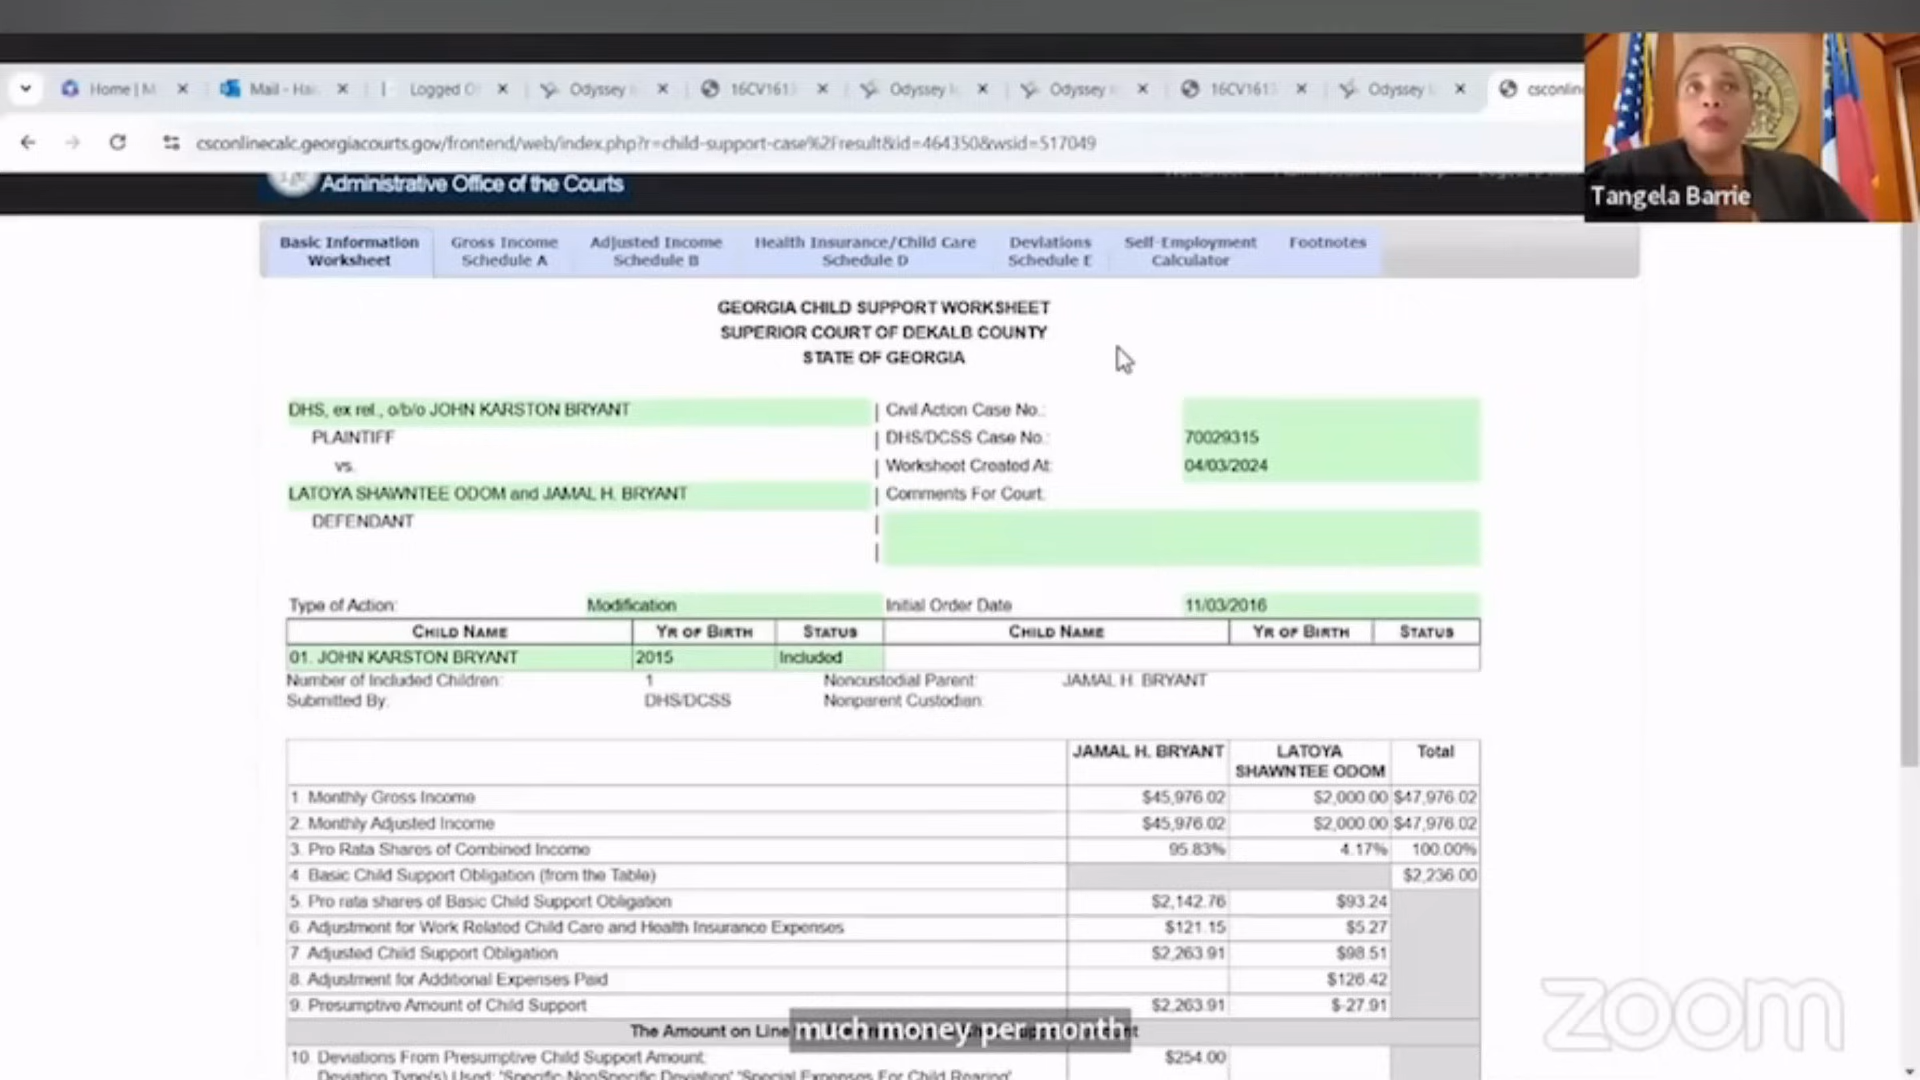 Home | M
Mail - Ha
Logged O
Odyssey
16CV161
Odyssey
Odyssey
16CV161
Odyssey
csconlin
csconlinecalc.georgiacourts.gov/frontend/web/index.php?r=child-support-case%2Fresult&id=464350&wsid=517049
Administrative Office of the Courts
Tangela Barrie
Basic Information Worksheet
Gross Income Schedule A
Adjusted Income Schedule B
Health Insurance/Child Care Schedule D
Deviations Schedule E
Self-Employment Calculator
Footnotes
GEORGIA CHILD SUPPORT WORKSHEET
SUPERIOR COURT OF DEKALB COUNTY
STATE OF GEORGIA
DHS, ex rel., o/b/o JOHN KARSTON BRYANT | Civil Action Case No.:
PLAINTIFF | DHS/DCSS Case No.: 70029315
vs. | Worksheet Created At: 04/03/2024
LATOYA SHAWNTEE ODOM and JAMAL H. BRYANT | Comments For Court:
DEFENDANT
Type of Action: Modification Initial Order Date 11/03/2016
CHILD NAME YR OF BIRTH STATUS CHILD NAME YR OF BIRTH STATUS
01. JOHN KARSTON BRYANT 2015 Included
Number of Included Children: 1 Noncustodial Parent: JAMAL H. BRYANT
Submitted By: DHS/DCSS Nonparent Custodian:
JAMAL H. BRYANT LATOYA SHAWNTEE ODOM Total
1. Monthly Gross Income $45,976.02 $2,000.00 $47,976.02
2. Monthly Adjusted Income $45,976.02 $2,000.00 $47,976.02
3. Pro Rata Shares of Combined Income 95.83% 4.17% 100.00%
4. Basic Child Support Obligation (from the Table) $2,236.00
5. Pro rata shares of Basic Child Support Obligation $2,142.76 $93.24
6. Adjustment for Work Related Child Care and Health Insurance Expenses $121.15 $5.27
7. Adjusted Child Support Obligation $2,263.91 $98.51
8. Adjustment for Additional Expenses Paid $126.42
9. Presumptive Amount of Child Support $2,263.91 $-27.91
The Amount on Line
much money per month
10. Deviations From Presumptive Child Support Amount: $254.00
Deviation Type(s) Used: 'Specific-NonSpecific Deviation' 'Special Expenses For Child Rearing'
zoom